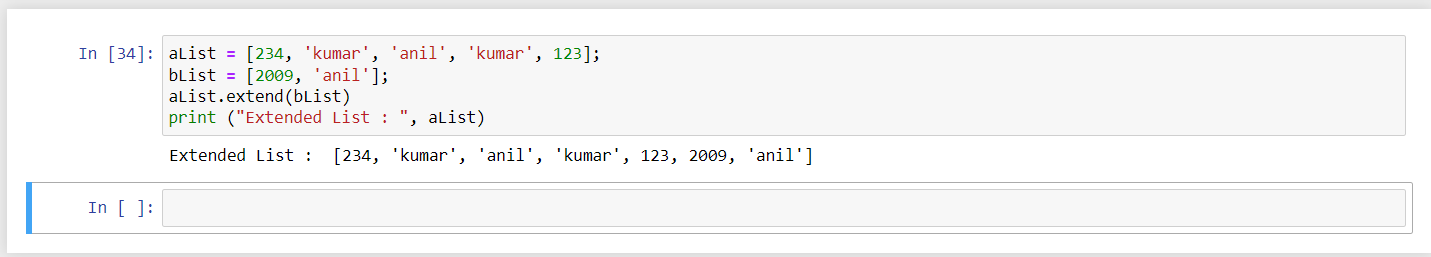 In [34]: aList = [234, 'kumar', 'anil', 'kumar', 123];
bList = [2009, 'anil'];
aList.extend(bList)
print ("Extended List : ", aList)
Extended List :  [234, 'kumar', 'anil', 'kumar', 123, 2009, 'anil']
In [ ]: